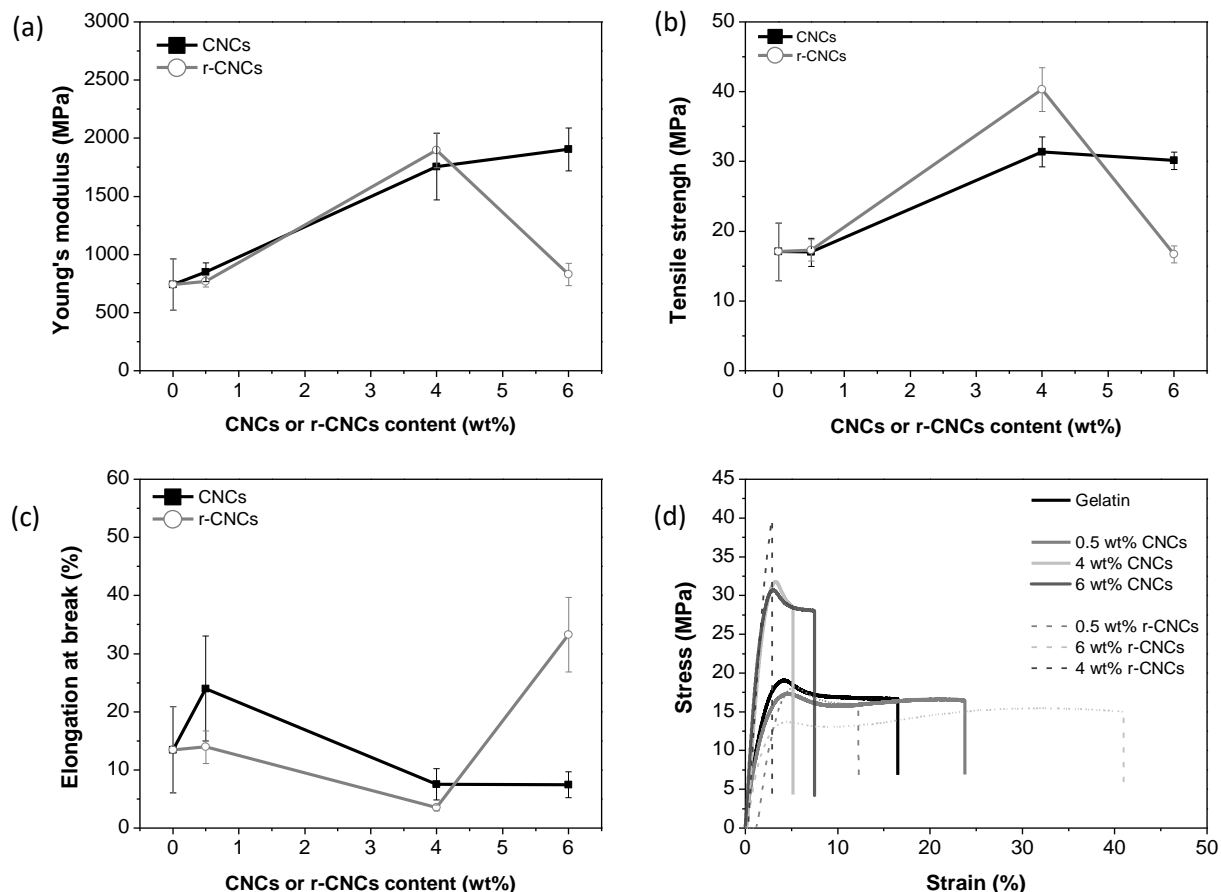 (a)
3000
2500
2000
1500
1000
500
0
Young's modulus (MPa)
CNCs
r-CNCs
0 1 2 3 4 5 6
CNCs or r-CNCs content (wt%)
(b)
50
40
30
20
10
0
Tensile strengh (MPa)
CNCs
r-CNCs
0 1 2 3 4 5 6
CNCs or r-CNCs content (wt%)
(c)
60
50
40
30
20
10
0
Elongation at break (%)
CNCs
r-CNCs
0 1 2 3 4 5 6
CNCs or r-CNCs content (wt%)
(d)
45
40
35
30
25
20
15
10
5
0
Stress (MPa)
Gelatin
0.5 wt% CNCs
4 wt% CNCs
6 wt% CNCs
0.5 wt% r-CNCs
6 wt% r-CNCs
4 wt% r-CNCs
0 10 20 30 40 50
Strain (%)